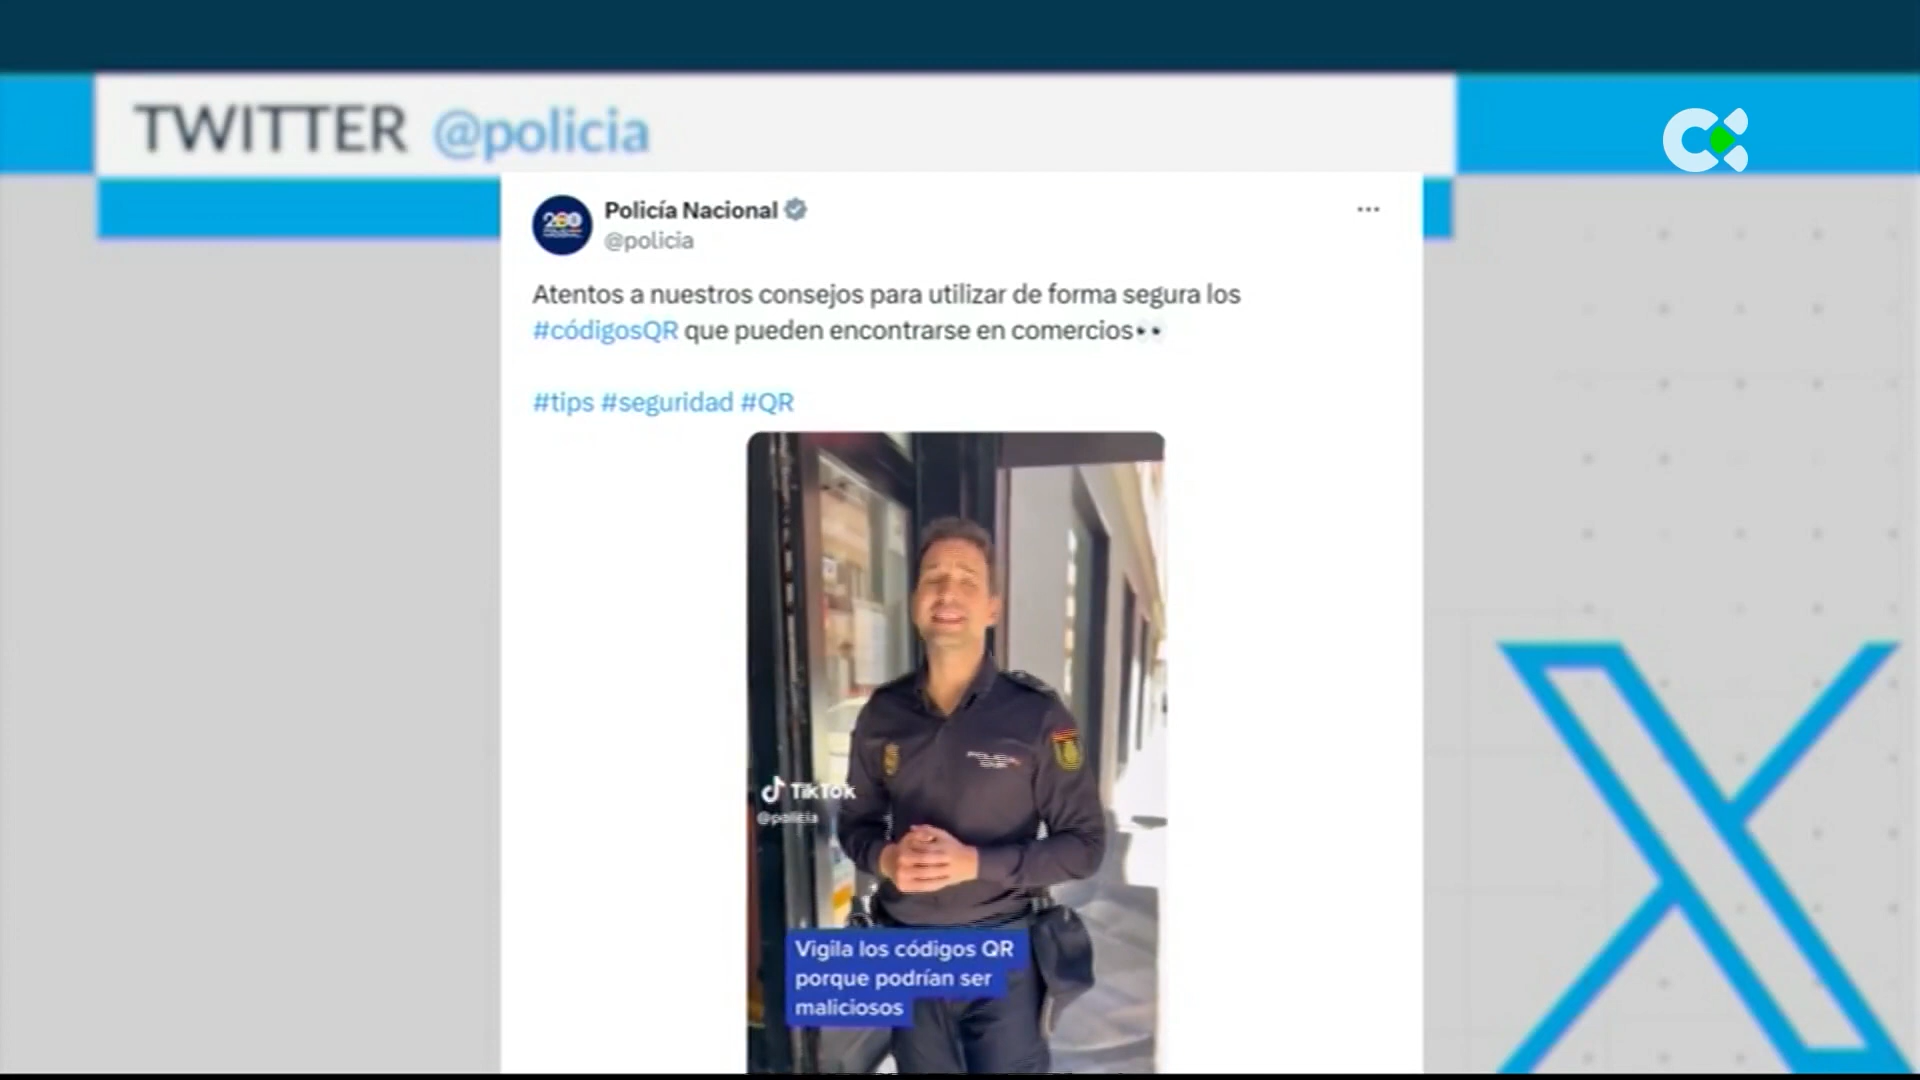 TWITTER @policia
Policía Nacional
@policia
Atentos a nuestros consejos para utilizar de forma segura los
#códigosQR que pueden encontrarse en comercios👀
#tips #seguridad #QR
POLICIA
TikTok
@policia
Vigila los códigos QR
porque podrían ser
maliciosos